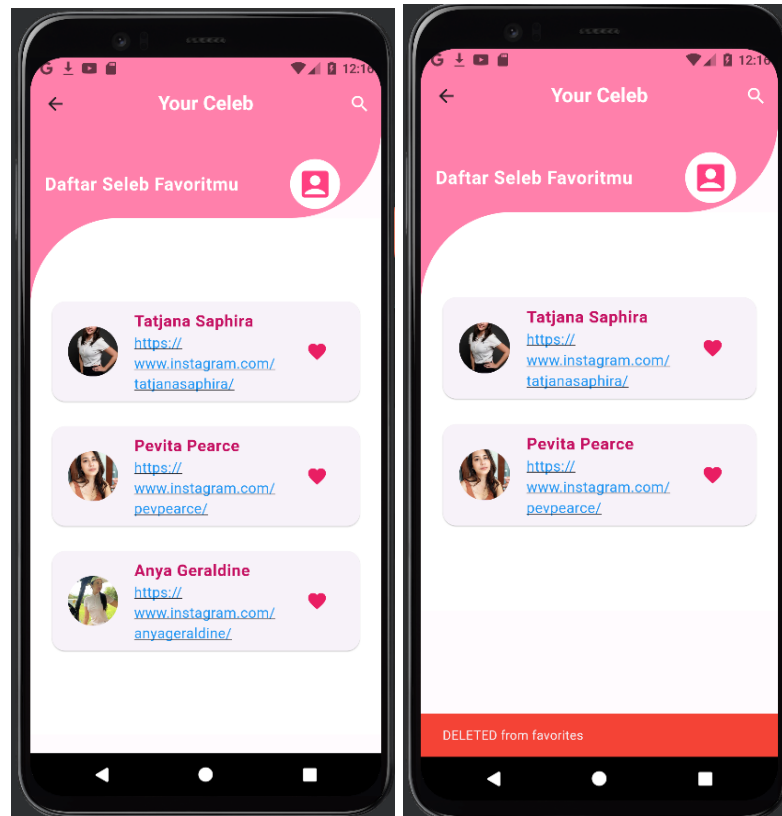 G 12:16
Your Celeb
Daftar Seleb Favoritmu
Tatjana Saphira
https://
www.instagram.com/
tatjanasaphira/
Pevita Pearce
https://
www.instagram.com/
pevpearce/
Anya Geraldine
https://
www.instagram.com/
anyageraldine/
G 12:16
Your Celeb
Daftar Seleb Favoritmu
Tatjana Saphira
https://
www.instagram.com/
tatjanasaphira/
Pevita Pearce
https://
www.instagram.com/
pevpearce/
DELETED from favorites